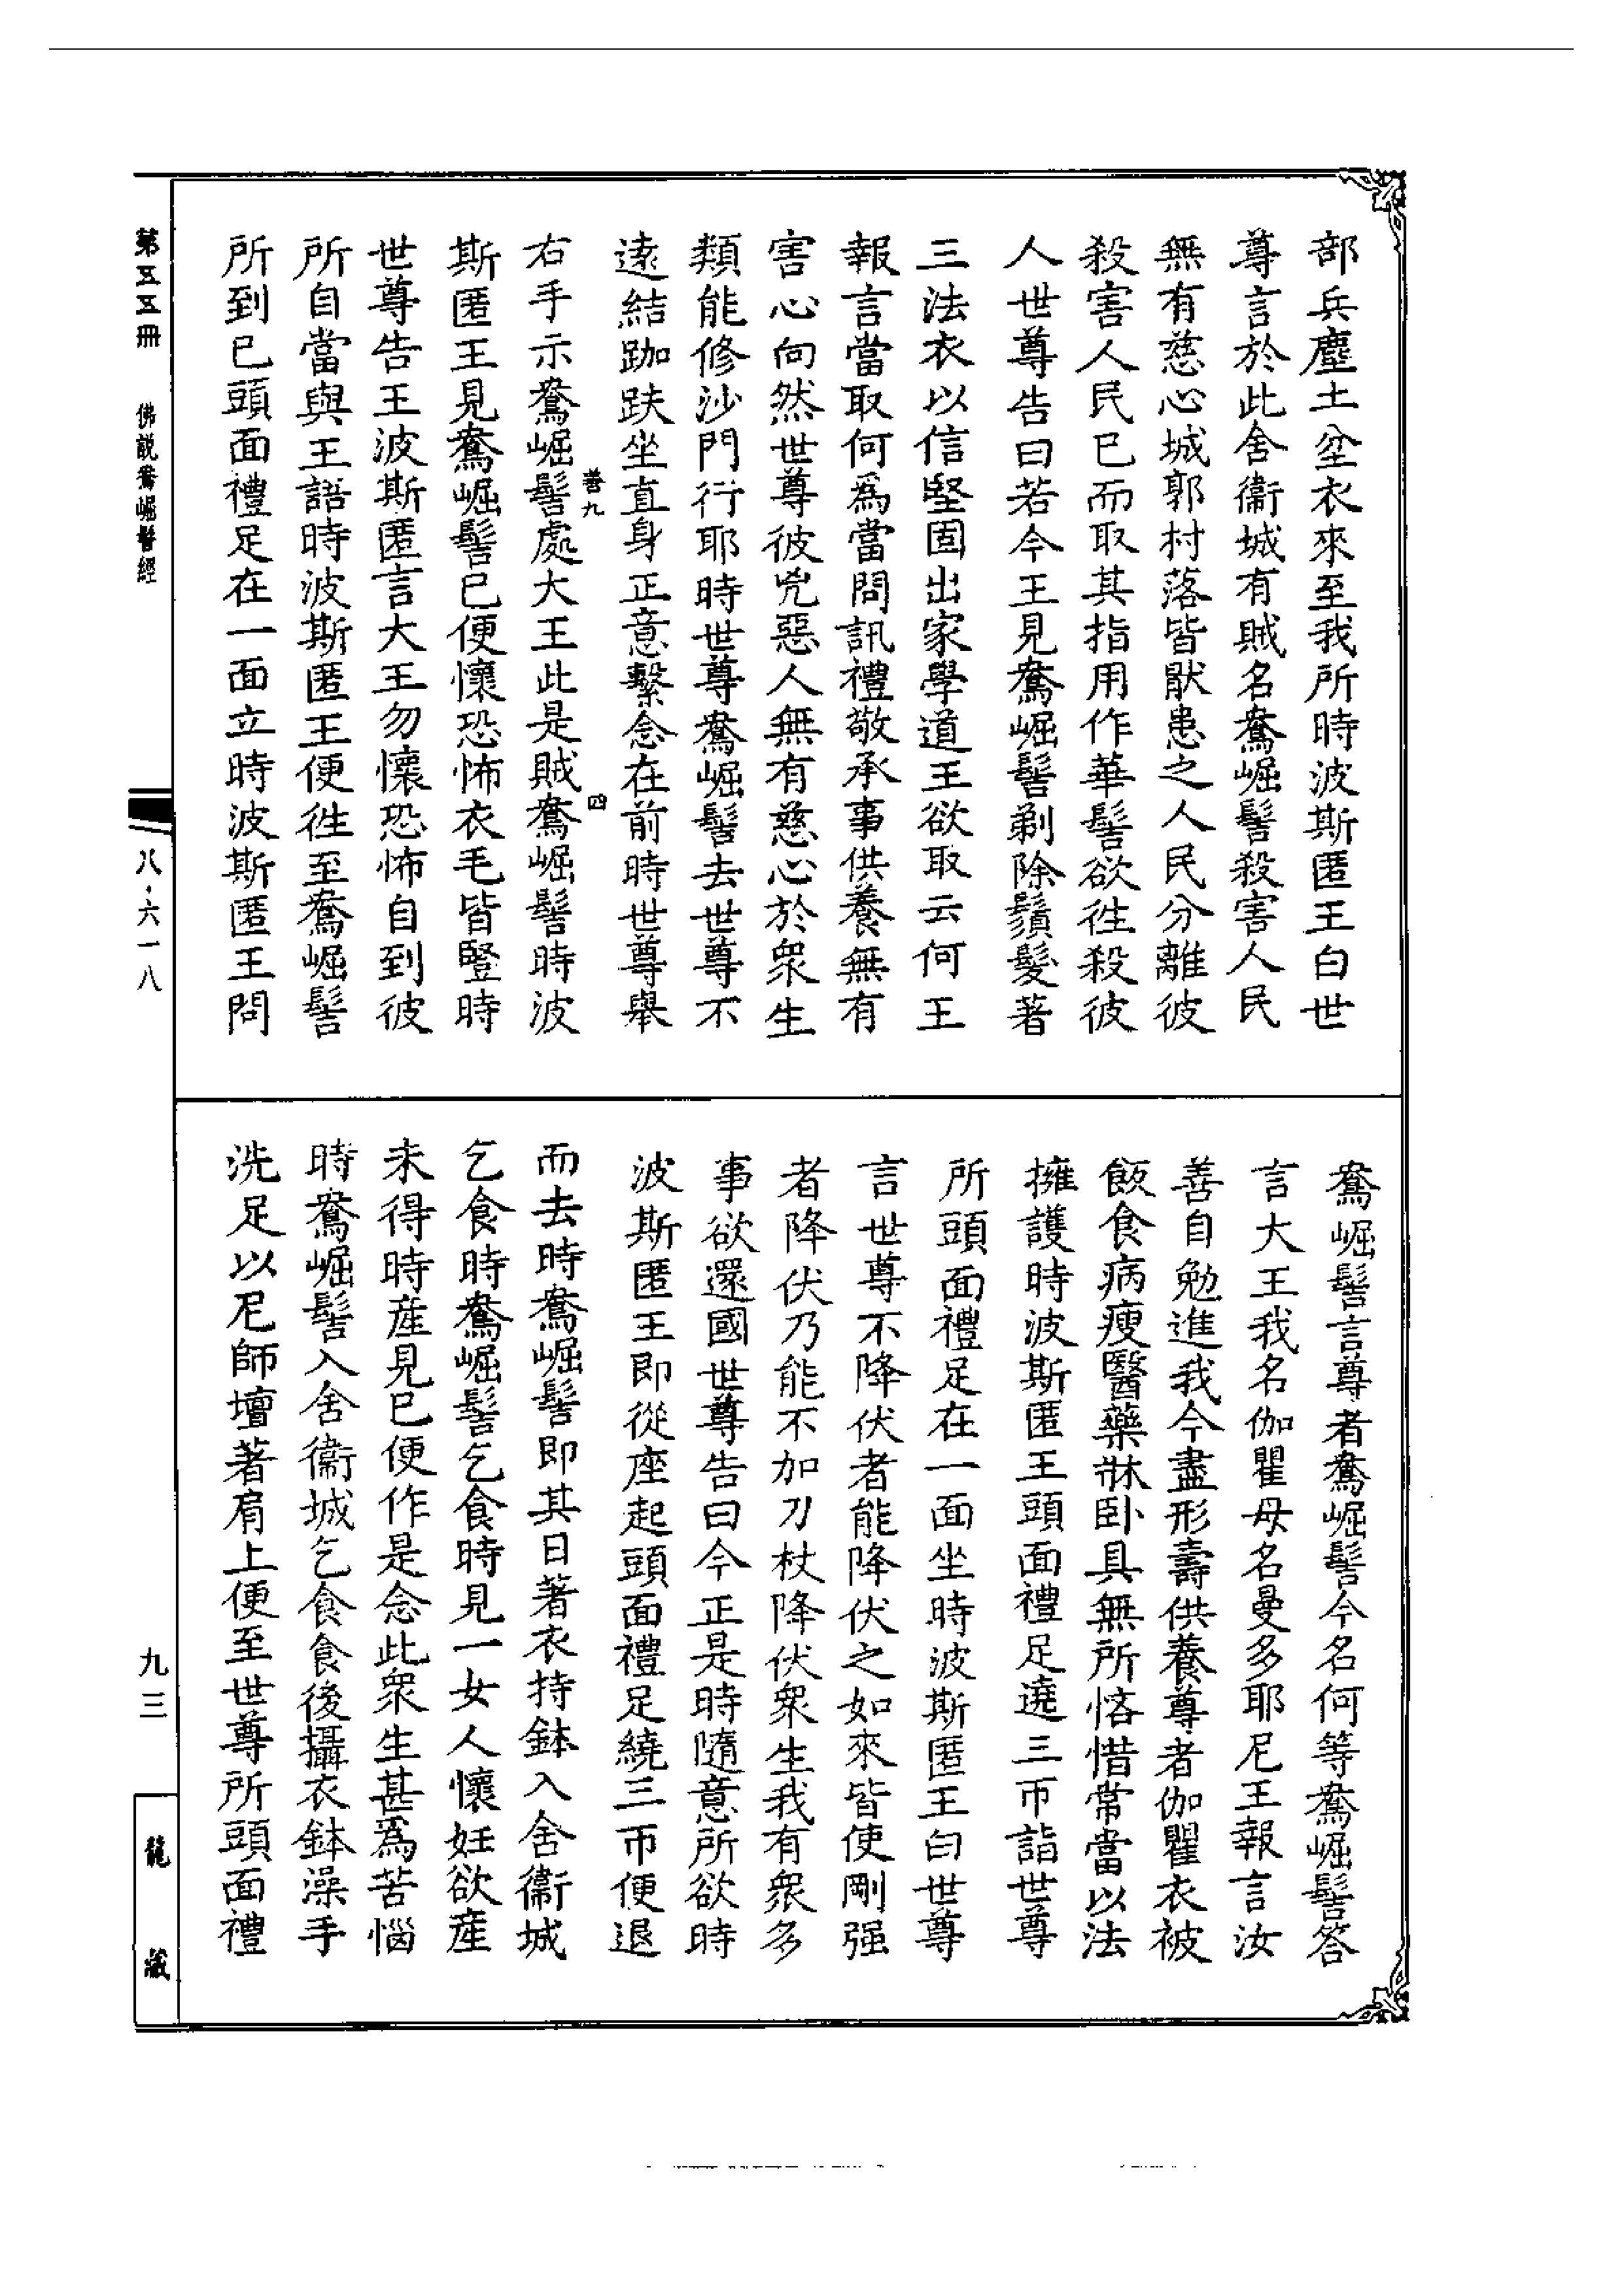 部兵塵土坌衣來至我所時波斯匿王白世
尊言於此舍衞城有賊名鴦崛髻殺害人民
無有慈心城郭村落皆猒患之人民分離彼
殺害人民已而取其指用作華髻欲徃殺彼
人世尊告曰若今王見鴦崛髻剃除鬚髮著
三法衣以信堅固出家學道王欲取云何王
報言當取何爲當問訊禮敬承事供養無有
害心向然世尊彼兇惡人無有慈心於衆生
類能修沙門行耶時世尊鴦崛髻去世尊不
遠結跏趺坐直身正意繫念在前時世尊舉
善九
四
右手示鴦崛髻處大王此是賊鴦崛髻時波
斯匿王見鴦崛髻已便懷恐怖衣毛皆豎時
世尊告王波斯匿言大王勿懷恐怖自到彼
所自當與王語時波斯匿王便徃至鴦崛髻
所到已頭面禮足在一面立時波斯匿王問
鴦崛髻言尊者鴦崛髻今名何等鴦崛髻答
言大王我名伽瞿母名曼多耶尼王報言汝
善自勉進我今盡形壽供養尊者伽瞿衣被
飯食病瘦醫藥牀卧具無所悋惜常當以法
擁護時波斯匿王頭面禮足遶三帀詣世尊
所頭面禮足在一面坐時波斯匿王白世尊
言世尊不降伏者能降伏之如來皆使剛强
者降伏乃能不加刀杖降伏衆生我有衆多
事欲還國世尊告曰今正是時隨意所欲時
波斯匿王即從座起頭面禮足繞三帀便退
而去時鴦崛髻即其日著衣持鉢入舍衞城
乞食時鴦崛髻乞食時見一女人懷妊欲産
未得時産見已便作是念此衆生甚爲苦惱
時鴦崛髻入舍衞城乞食食後攝衣鉢澡手
洗足以尼師壇著肩上便至世尊所頭面禮
第五五冊 佛説鴦崛髻經
八·六一八
九三
龍藏